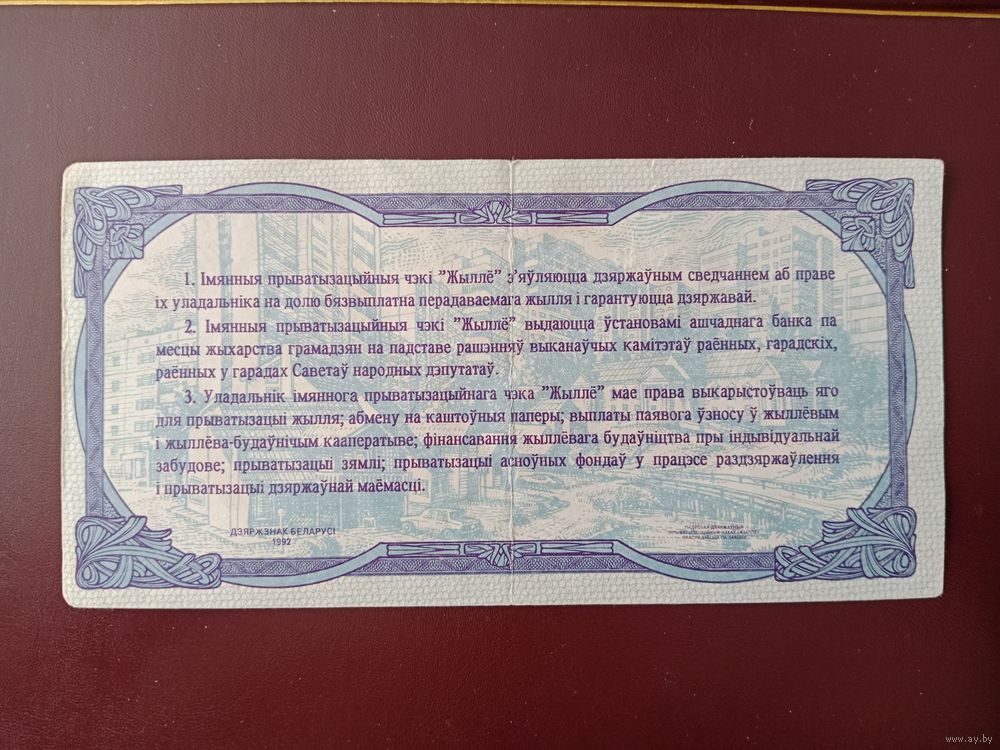 1. Імянныя прыватызацыйныя чэкі "Жыллё" з'яўляюцца дзяржаўным сведчаннем аб праве
іх уладальніка на долю бязвыплатна перадаваемага жылля і гарантуюцца дзяржавай.
2. Імянныя прыватызацыйныя чэкі "Жыллё" выдаюцца ўстановамі ашчаднага банка па
месцы жыхарства грамадзян на падставе рашэнняў выканаўчых камітэтаў раённых, гарадскіх,
раённых у гарадах Саветаў народных дэпутатаў.
3. Уладальнік імяннога прыватызацыйнага чэка "Жыллё" мае права выкарыстоўваць яго
для прыватызацыі жылля; абмену на каштоўныя паперы; выплаты паявога ўзносу ў жыллёвым
і жыллёва-будаўнічым кааператыве; фінансавання жыллёвага будаўніцтва пры індывідуальнай
забудове; прыватызацыі зямлі; прыватызацыі асноўных фондаў у працэсе раздзяржаўлення
і прыватызацыі дзяржаўнай маёмасці.
ДЗЯРЖЗНАК БЕЛАРУСІ
1992
www.ay.by